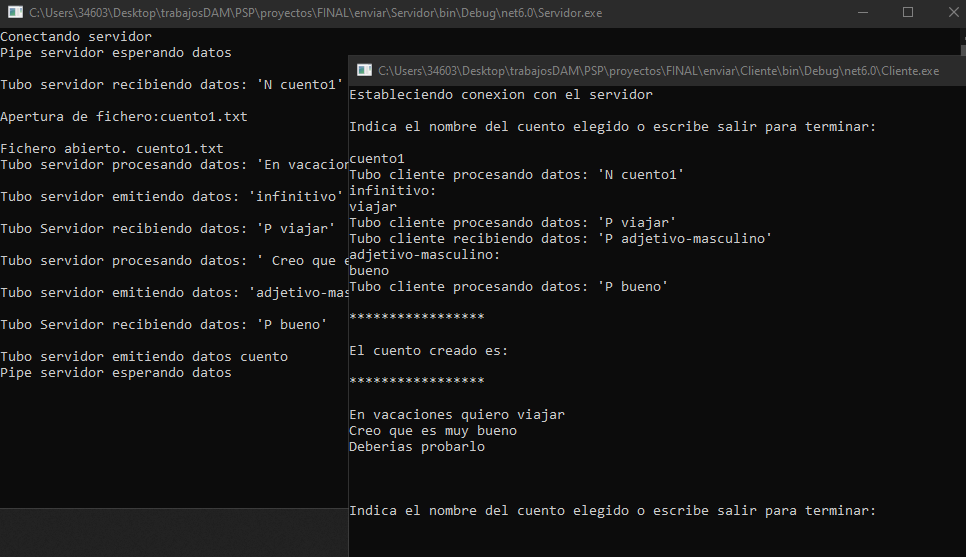 C:\Users\34603\Desktop\trabajosDAM\PSP\proyectos\FINAL\enviar\Servidor\bin\Debug\net6.0\Servidor.exe
Conectando servidor
Pipe servidor esperando datos
Tubo servidor recibiendo datos: 'N cuento1'
Apertura de fichero:cuento1.txt
Fichero abierto. cuento1.txt
Tubo servidor procesando datos: 'En vacacion
Tubo servidor emitiendo datos: 'infinitivo'
Tubo Servidor recibiendo datos: 'P viajar'
Tubo servidor procesando datos: ' Creo que e
Tubo servidor emitiendo datos: 'adjetivo-mas
Tubo Servidor recibiendo datos: 'P bueno'
Tubo servidor emitiendo datos cuento
Pipe servidor esperando datos
C:\Users\34603\Desktop\trabajosDAM\PSP\proyectos\FINAL\enviar\Cliente\bin\Debug\net6.0\Cliente.exe
Estableciendo conexion con el servidor
Indica el nombre del cuento elegido o escribe salir para terminar:
cuento1
Tubo cliente procesando datos: 'N cuento1'
infinitivo:
viajar
Tubo cliente procesando datos: 'P viajar'
Tubo cliente recibiendo datos: 'P adjetivo-masculino'
adjetivo-masculino:
bueno
Tubo cliente procesando datos: 'P bueno'
*****************
El cuento creado es:
*****************
En vacaciones quiero viajar
Creo que es muy bueno
Deberias probarlo
Indica el nombre del cuento elegido o escribe salir para terminar: